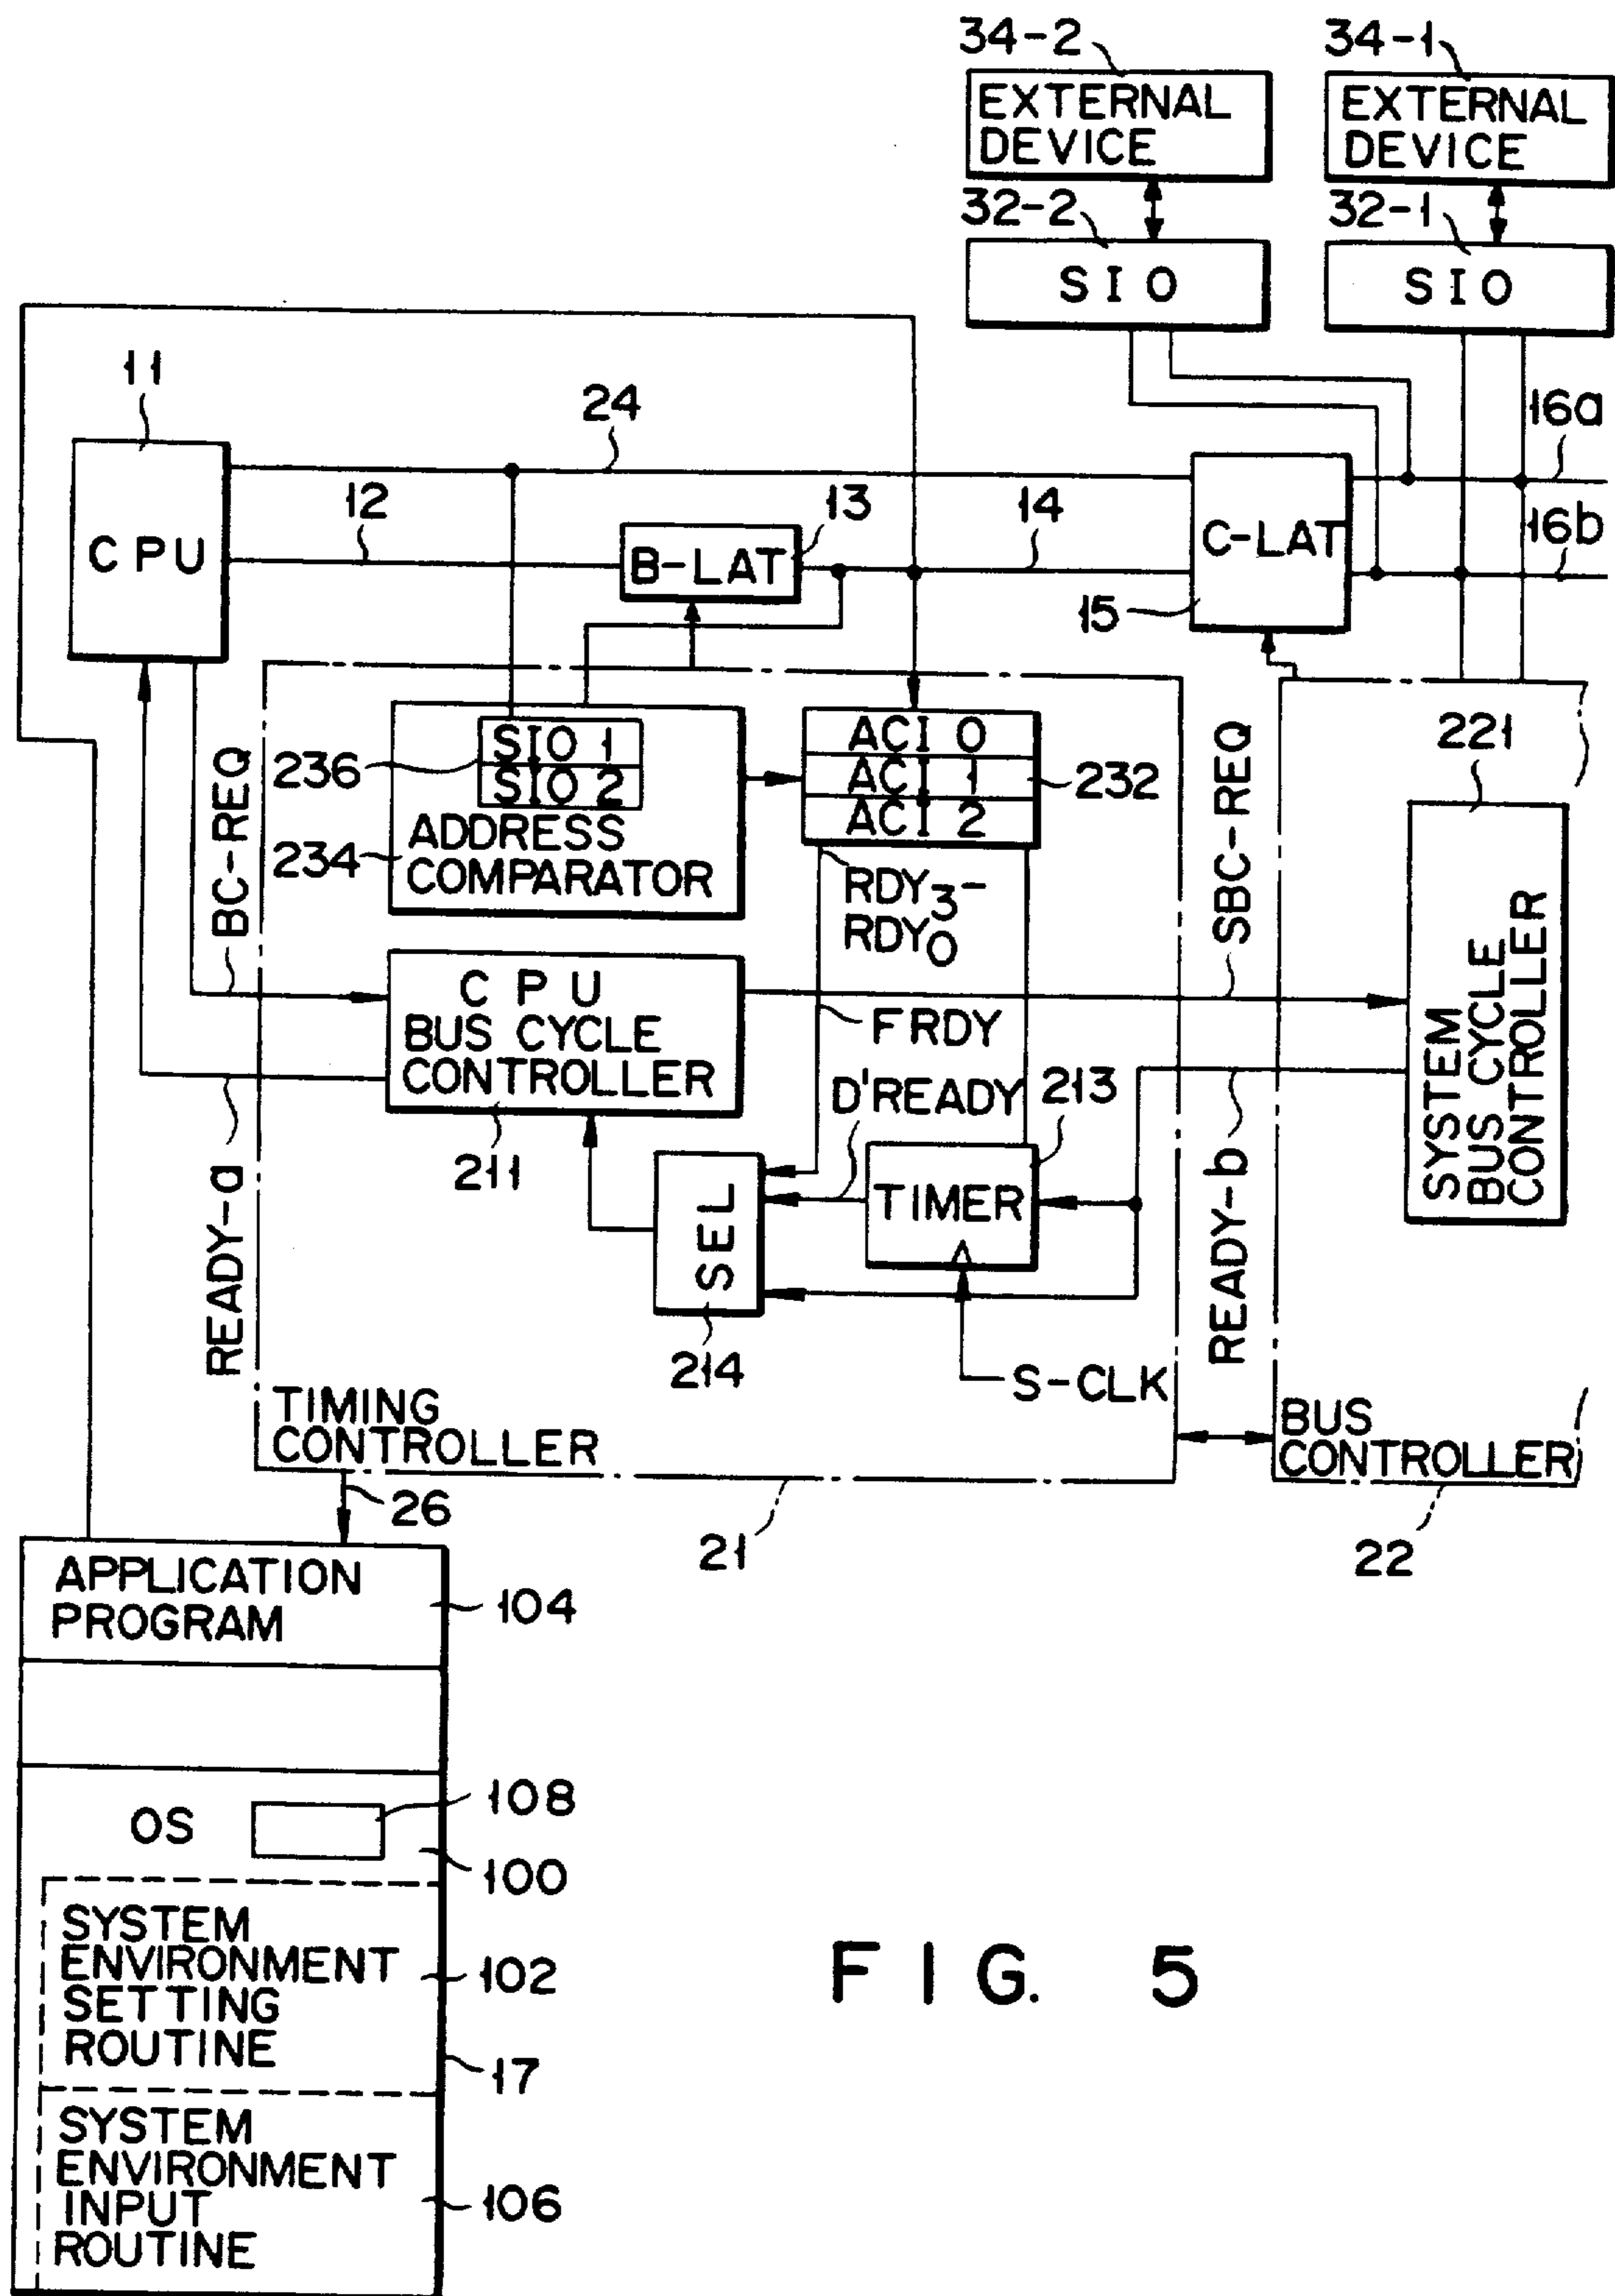 34-2
34-1
EXTERNAL
DEVICE
EXTERNAL
DEVICE
32-2
32-1
SIO
SIO
11
24
16a
12
13
14
16b
CPU
B-LAT
C-LAT
15
BC-REQ
236
SIO 1
SIO 2
234
ADDRESS
COMPARATOR
ACI 0
ACI 1
ACI 2
232
SBC-REQ
221
RDY3-
RDY0
CPU
BUS CYCLE
CONTROLLER
211
FRDY
D'READY
213
SYSTEM
BUS CYCLE
CONTROLLER
READY-a
SEL
214
TIMER
READY-b
S-CLK
TIMING
CONTROLLER
BUS
CONTROLLER
26
21
22
APPLICATION
PROGRAM
104
OS
108
100
SYSTEM
ENVIRONMENT
SETTING
ROUTINE
102
17
SYSTEM
ENVIRONMENT
INPUT
ROUTINE
106
FIG. 5